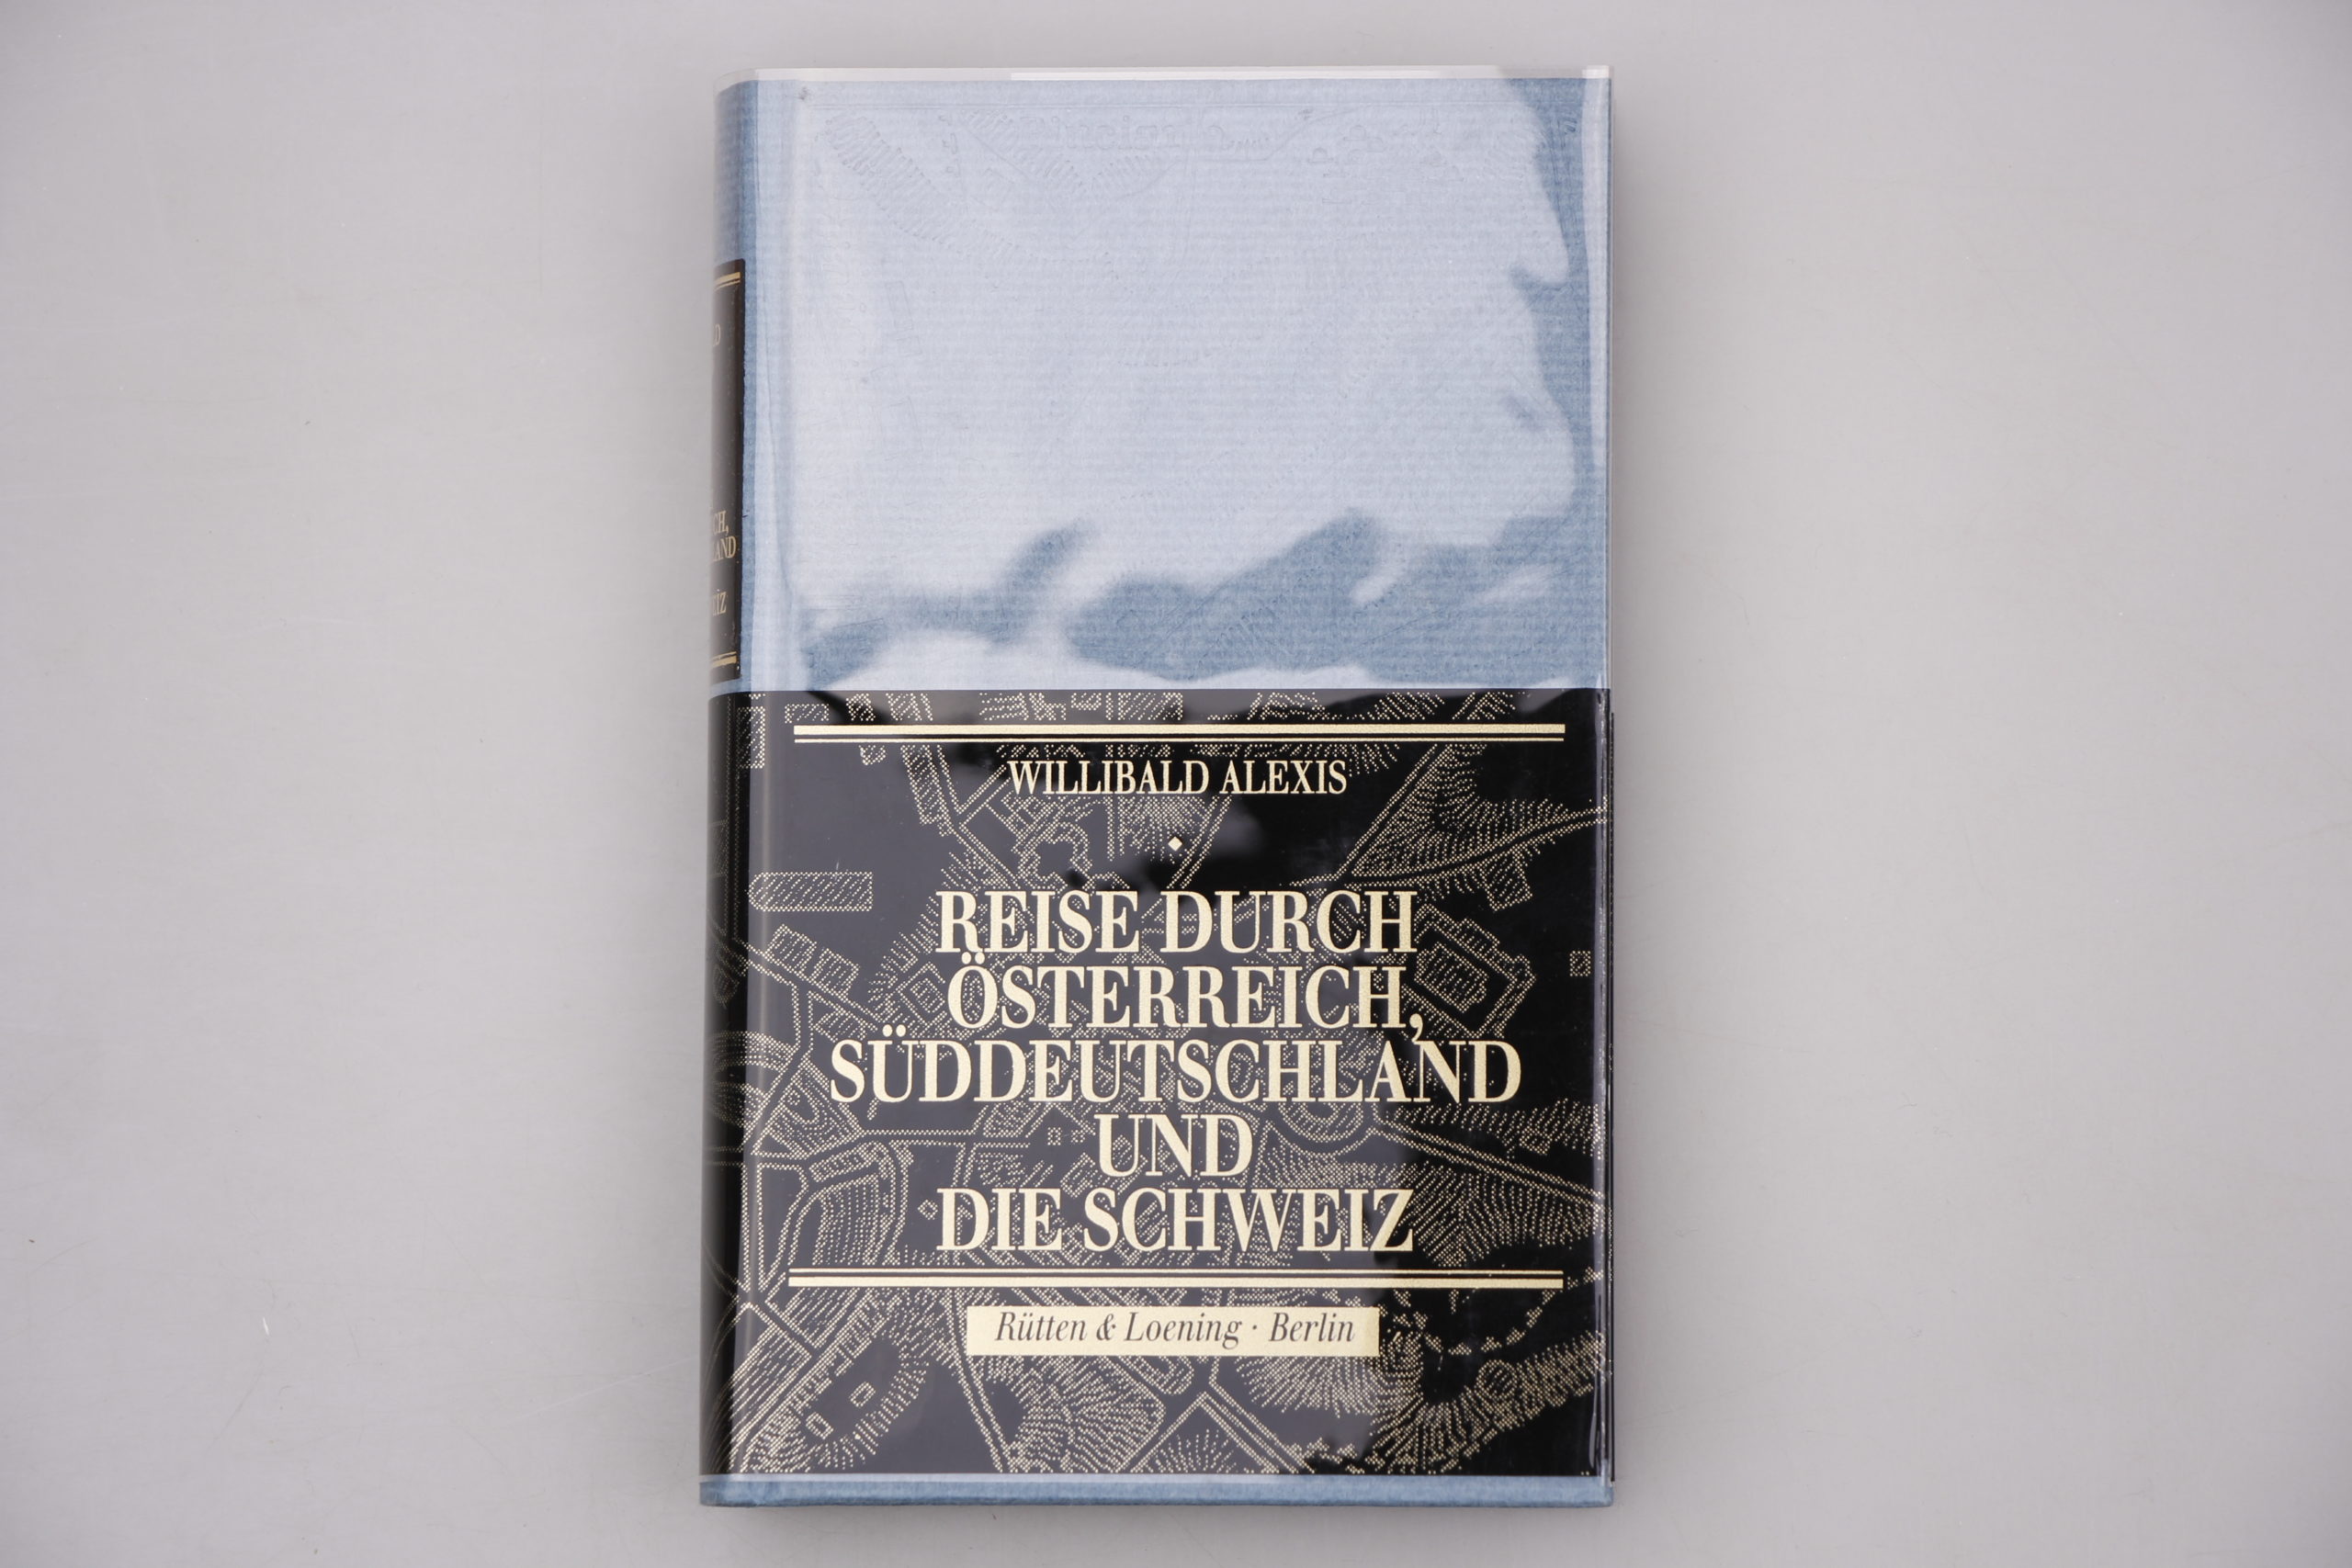 WILLIBALD ALEXIS
REISE DURCH
ÖSTERREICH,
SÜDDEUTSCHLAND
UND
DIE SCHWEIZ
Rütten & Loening · Berlin